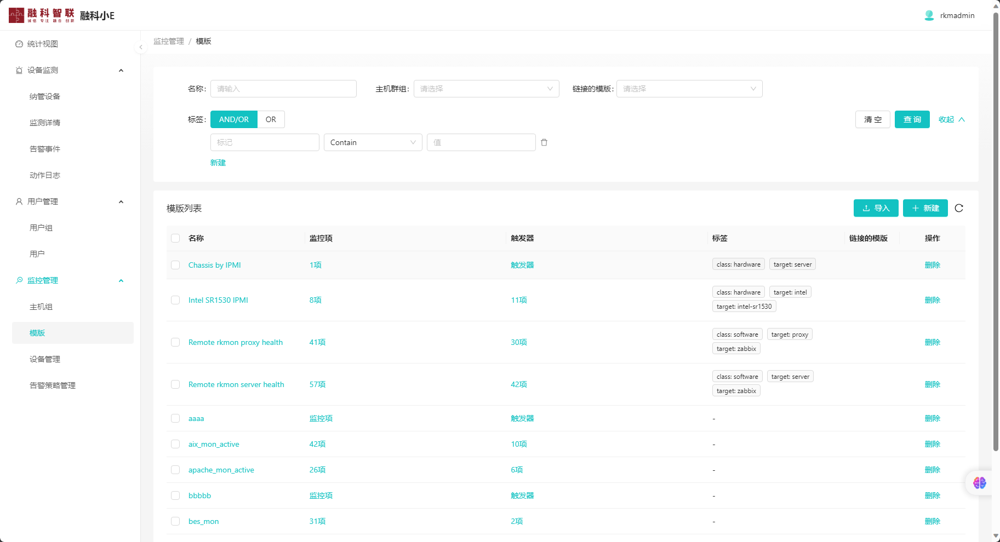 融科智联 融科小E
诚信 专注 融合 创新
rkmadmin
统计视图
设备监测
纳管设备
监测详情
告警事件
动作日志
用户管理
用户组
用户
监控管理
主机组
模版
设备管理
告警策略管理
监控管理 / 模版
名称: 请输入 主机群组: 请选择 链接的模版: 请选择
标签: AND/OR OR 清 空 查 询 收起
标记 Contain 值
新建
模版列表 导入 新建
名称 监控项 触发器 标签 链接的模版 操作
Chassis by IPMI 1项 触发器 class: hardware target: server 删除
Intel SR1530 IPMI 8项 11项 class: hardware target: intel 删除
target: intel-sr1530
Remote rkmon proxy health 41项 30项 class: software target: proxy 删除
target: zabbix
Remote rkmon server health 57项 42项 class: software target: server 删除
target: zabbix
aaaa 监控项 触发器 - 删除
aix_mon_active 42项 10项 - 删除
apache_mon_active 26项 6项 - 删除
bbbbb 监控项 触发器 - 删除
bes_mon 31项 2项 - 删除